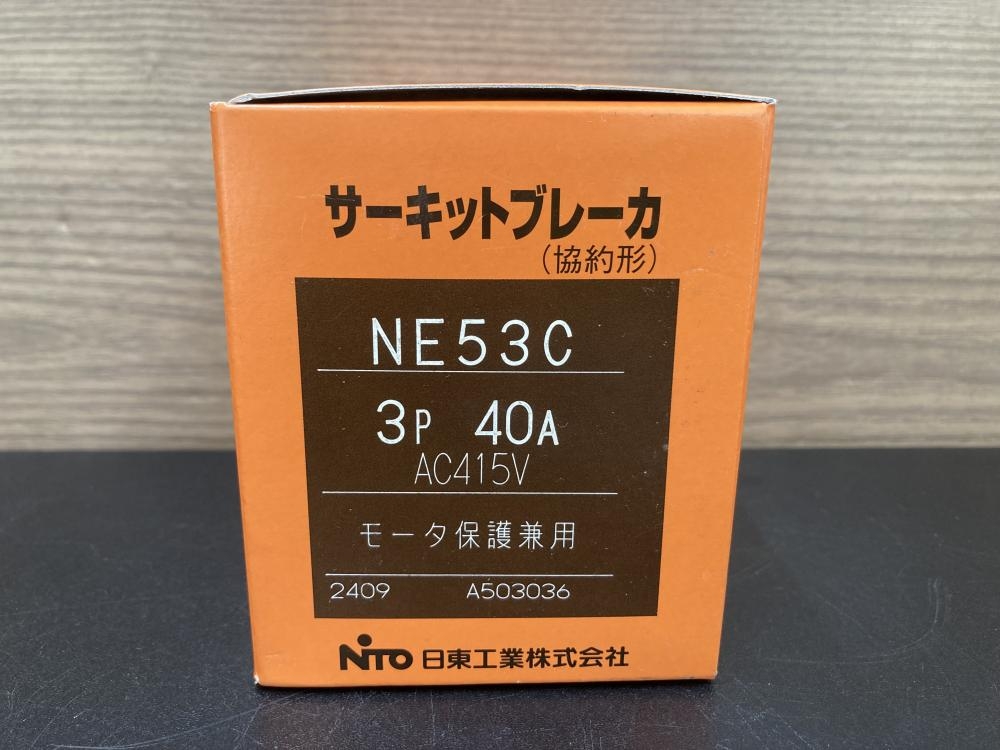 サーキットブレーカ
(協約形)
NE53C
3P 40A
AC415V
モータ保護兼用
2409 A503036
NiTO 日東工業株式会社